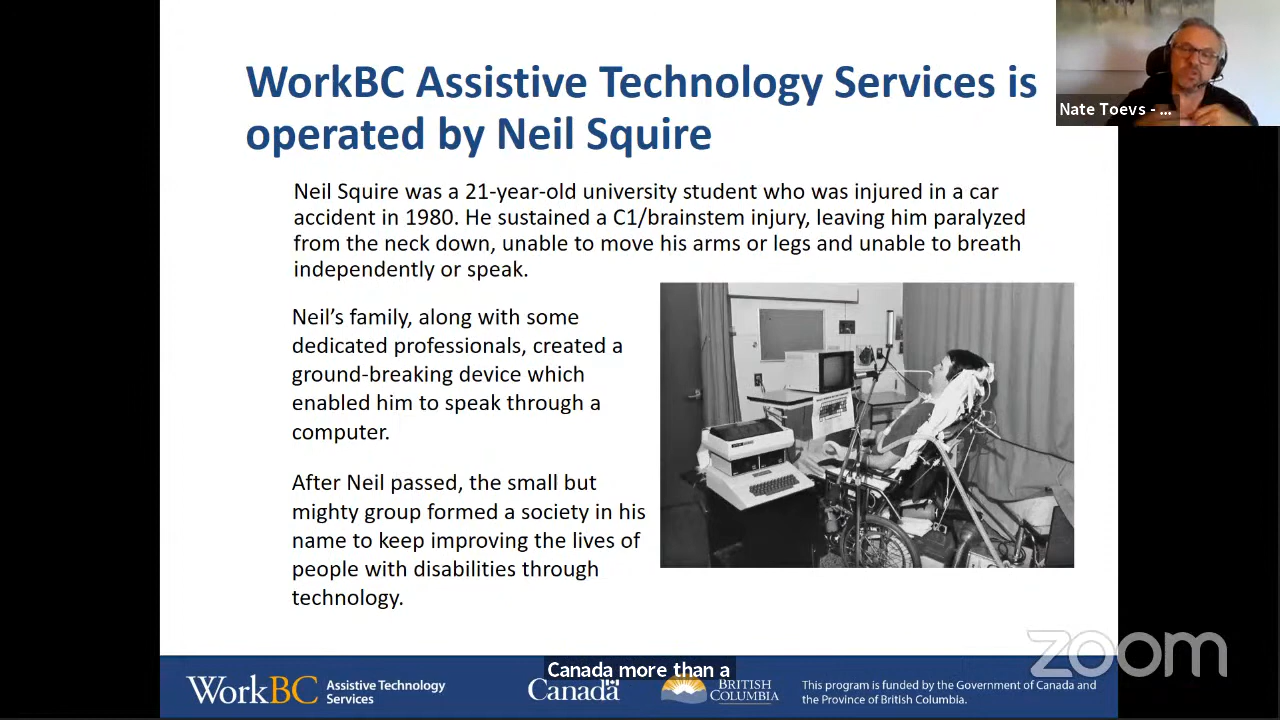 WorkBC Assistive Technology Services is
operated by Neil Squire
Nate Toevs - ...
Neil Squire was a 21-year-old university student who was injured in a car
accident in 1980. He sustained a C1/brainstem injury, leaving him paralyzed
from the neck down, unable to move his arms or legs and unable to breath
independently or speak.
Neil’s family, along with some
dedicated professionals, created a
ground-breaking device which
enabled him to speak through a
computer.
After Neil passed, the small but
mighty group formed a society in his
name to keep improving the lives of
people with disabilities through
technology.
zoom
Canada more than a
WorkBC
Assistive Technology
Services
Canada
BRITISH
COLUMBIA
This program is funded by the Government of Canada and
the Province of British Columbia.